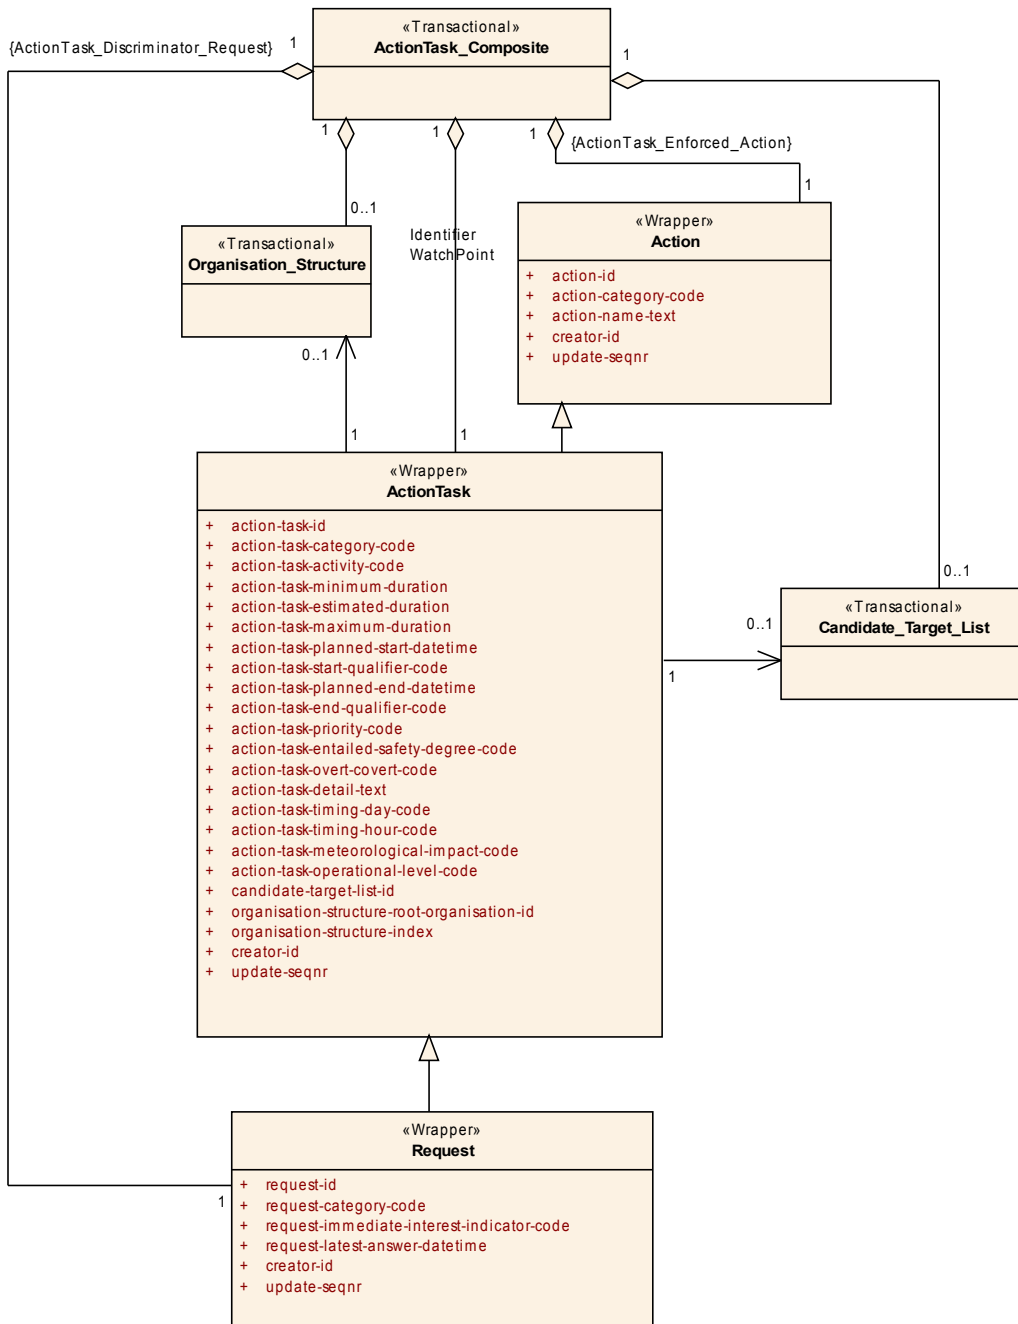 {ActionTask_Discriminator_Request}
1
«Transactional»
ActionTask_Composite
1
1
1
1
{ActionTask_Enforced_Action}
1
0..1
«Transactional»
Organisation_Structure
Identifier
WatchPoint
«Wrapper»
Action
+ action-id
+ action-category-code
+ action-name-text
+ creator-id
+ update-seqnr
0..1
1
1
«Wrapper»
ActionTask
+ action-task-id
+ action-task-category-code
+ action-task-activity-code
+ action-task-minimum-duration
+ action-task-estimated-duration
+ action-task-maximum-duration
+ action-task-planned-start-datetime
+ action-task-start-qualifier-code
+ action-task-planned-end-datetime
+ action-task-end-qualifier-code
+ action-task-priority-code
+ action-task-entailed-safety-degree-code
+ action-task-overt-covert-code
+ action-task-detail-text
+ action-task-timing-day-code
+ action-task-timing-hour-code
+ action-task-meteorological-impact-code
+ action-task-operational-level-code
+ candidate-target-list-id
+ organisation-structure-root-organisation-id
+ organisation-structure-index
+ creator-id
+ update-seqnr
0..1
«Transactional»
Candidate_Target_List
0..1
1
«Wrapper»
Request
+ request-id
+ request-category-code
+ request-immediate-interest-indicator-code
+ request-latest-answer-datetime
+ creator-id
+ update-seqnr
1